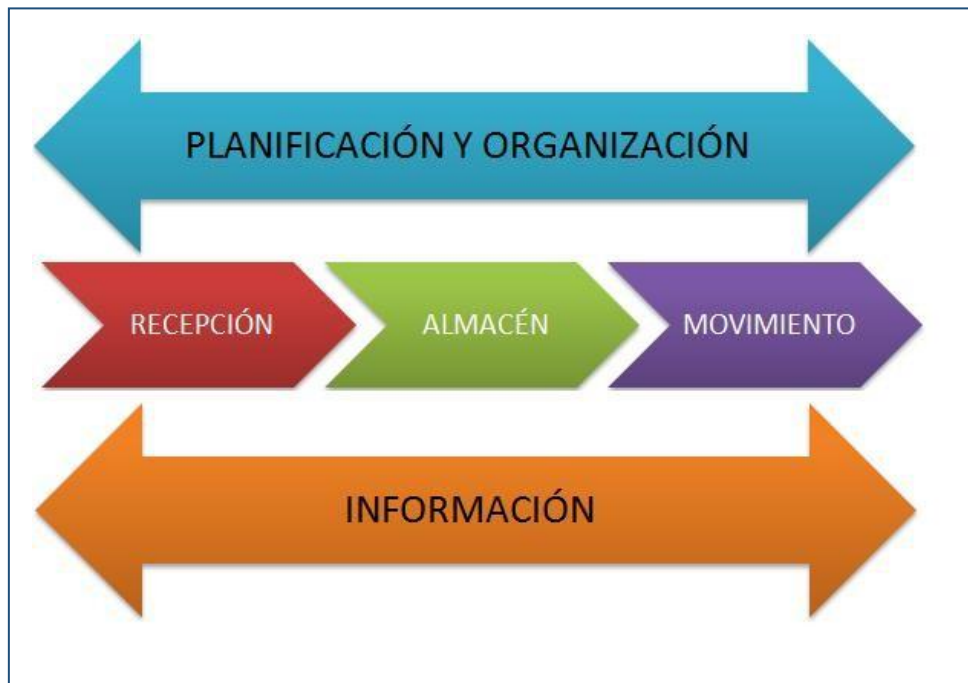 PLANIFICACIÓN Y ORGANIZACIÓN
RECEPCIÓN
ALMACÉN
MOVIMIENTO
INFORMACIÓN